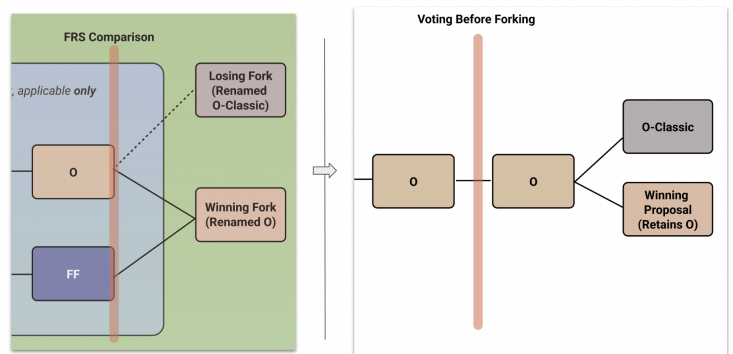 FRS Comparison
, applicable only
Losing Fork
(Renamed
O-Classic)
O
Winning Fork
(Renamed O)
FF
Voting Before Forking
O
O
O-Classic
Winning
Proposal
(Retains O)